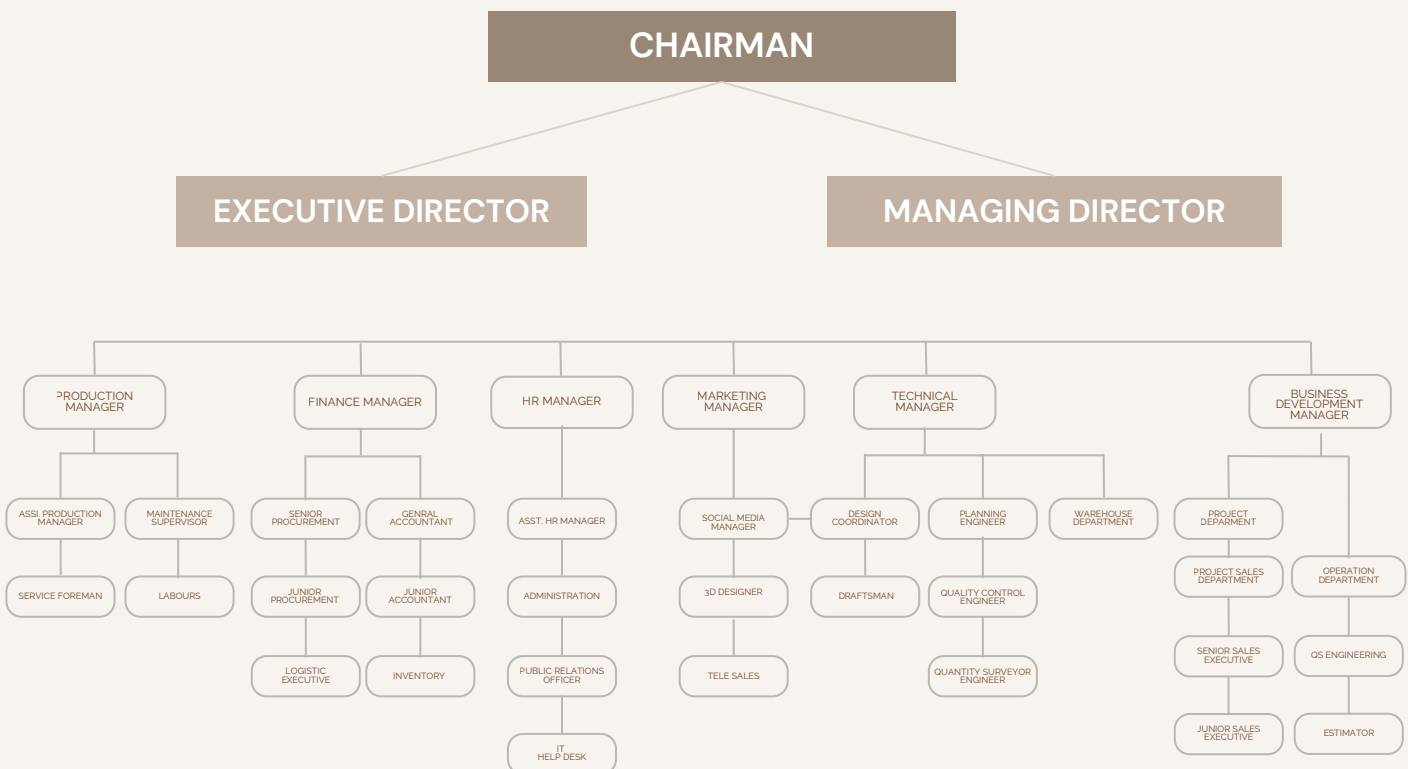 CHAIRMAN
EXECUTIVE DIRECTOR
MANAGING DIRECTOR
PRODUCTION
MANAGER
FINANCE MANAGER
HR MANAGER
MARKETING
MANAGER
TECHNICAL
MANAGER
BUSINESS
DEVELOPMENT
MANAGER
ASSI. PRODUCTION
MANAGER
MAINTENANCE
SUPERVISOR
SENIOR
PROCUREMENT
GENRAL
ACCOUNTANT
ASST. HR MANAGER
SOCIAL MEDIA
MANAGER
DESIGN
COORDINATOR
PLANNING
ENGINEER
WAREHOUSE
DEPARTMENT
PROJECT
DEPARMENT
PROJECT SALES
DEPARTMENT
OPERATION
DEPARTMENT
SERVICE FOREMAN
LABOURS
JUNIOR
PROCUREMENT
JUNIOR
ACCOUNTANT
ADMINISTRATION
3D DESIGNER
DRAFTSMAN
QUALITY CONTROL
ENGINEER
SENIOR SALES
EXECUTIVE
QS ENGINEERING
LOGISTIC
EXECUTIVE
INVENTORY
PUBLIC RELATIONS
OFFICER
TELE SALES
QUANTITY SURVEYOR
ENGINEER
JUNIOR SALES
EXECUTIVE
ESTIMATOR
IT
HELP DESK